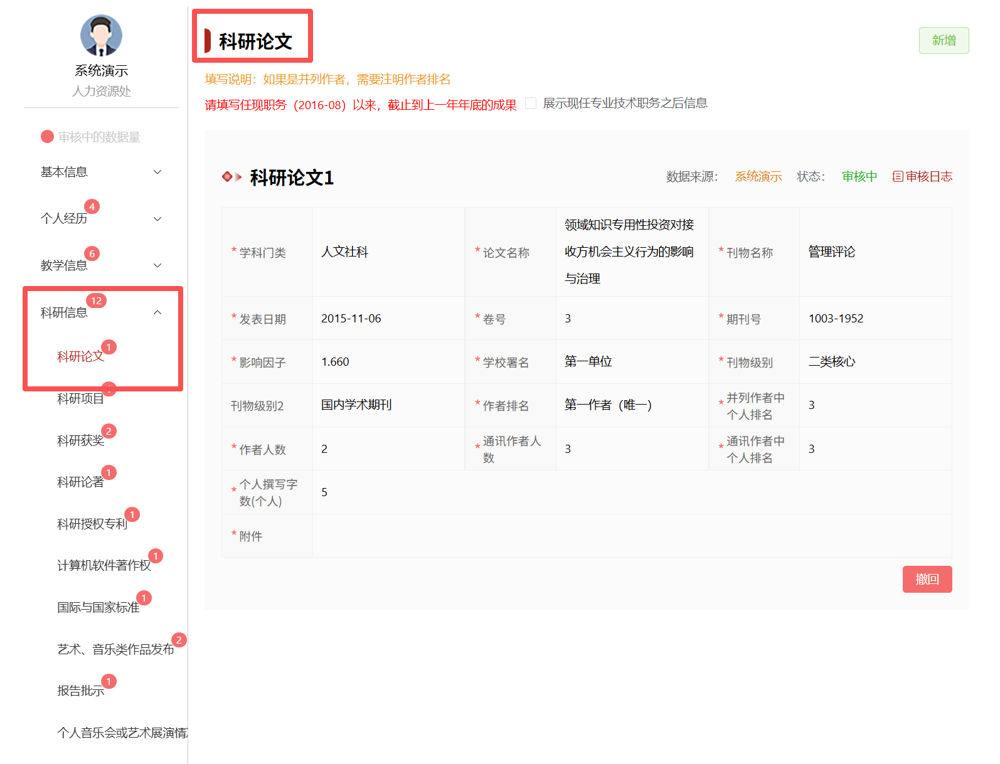 系统演示
人力资源处
审核中的数据量
基本信息
个人经历
4
教学信息
6
科研信息
12
科研论文
1
科研项目
科研获奖
2
科研论著
1
科研授权专利
1
计算机软件著作权
1
国际与国家标准
1
艺术、音乐类作品发布
2
报告批示
1
个人音乐会或艺术展演情
科研论文
新增
填写说明：如果是并列作者，需要注明作者排名
请填写任现职务（2016-08）以来，截止到上一年年底的成果
展示现任专业技术职务之后信息
科研论文1
数据来源：
系统演示
状态：
审核中
审核日志
*学科门类
人文社科
*论文名称
领域知识专用性投资对接
收方机会主义行为的影响
与治理
*刊物名称
管理评论
*发表日期
2015-11-06
*卷号
3
*期刊号
1003-1952
*影响因子
1.660
*学校署名
第一单位
*刊物级别
二类核心
刊物级别2
国内学术期刊
*作者排名
第一作者（唯一）
*并列作者中
个人排名
3
*作者人数
2
*通讯作者人
数
3
*通讯作者中
个人排名
3
*个人撰写字
数(个人)
5
*附件
撤回